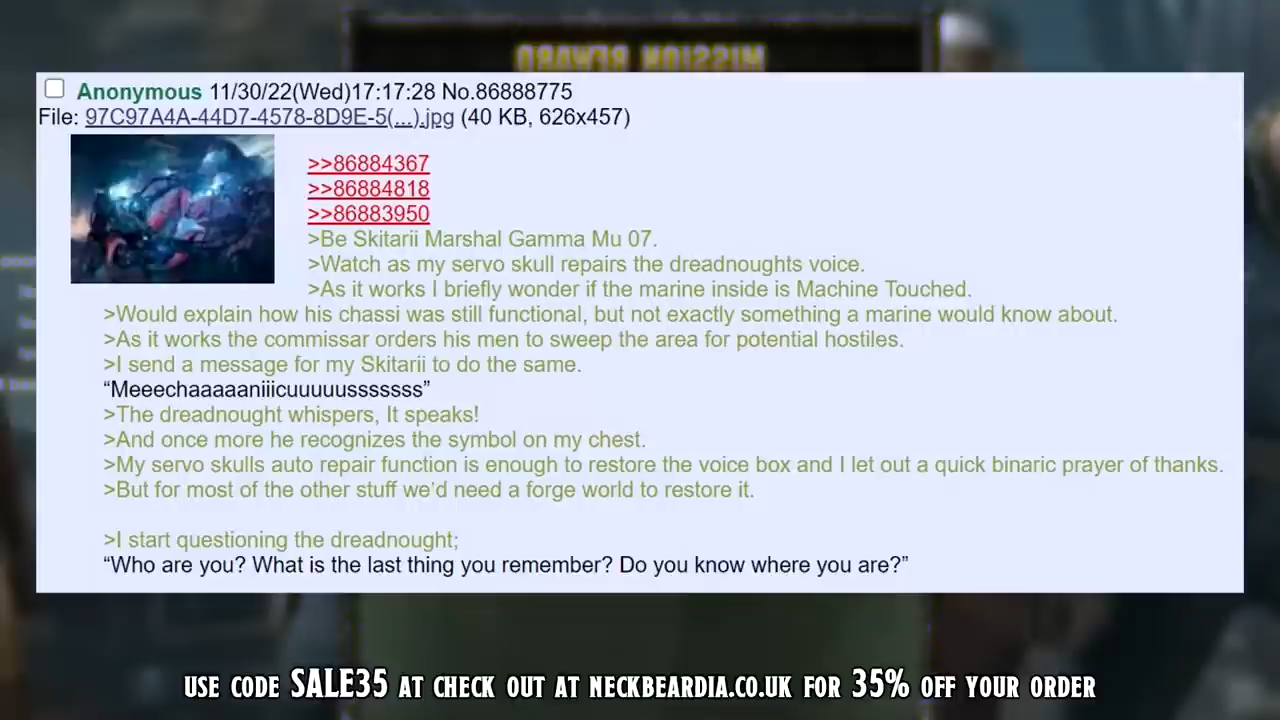 MISSION REWARD
Anonymous 11/30/22(Wed)17:17:28 No.86888775
File: 97C97A4A-44D7-4578-8D9E-5(...).jpg (40 KB, 626x457)
>>86884367
>>86884818
>>86883950
>Be Skitarii Marshal Gamma Mu 07.
>Watch as my servo skull repairs the dreadnoughts voice.
>As it works I briefly wonder if the marine inside is Machine Touched.
>Would explain how his chassi was still functional, but not exactly something a marine would know about.
>As it works the commissar orders his men to sweep the area for potential hostiles.
>I send a message for my Skitarii to do the same.
“Meeechaaaaaniiicuuuuusssssss”
>The dreadnought whispers, It speaks!
>And once more he recognizes the symbol on my chest.
>My servo skulls auto repair function is enough to restore the voice box and I let out a quick binaric prayer of thanks.
>But for most of the other stuff we’d need a forge world to restore it.
>I start questioning the dreadnought;
“Who are you? What is the last thing you remember? Do you know where you are?”
USE CODE SALE35 AT CHECK OUT AT NECKBEARDIA.CO.UK FOR 35% OFF YOUR ORDER